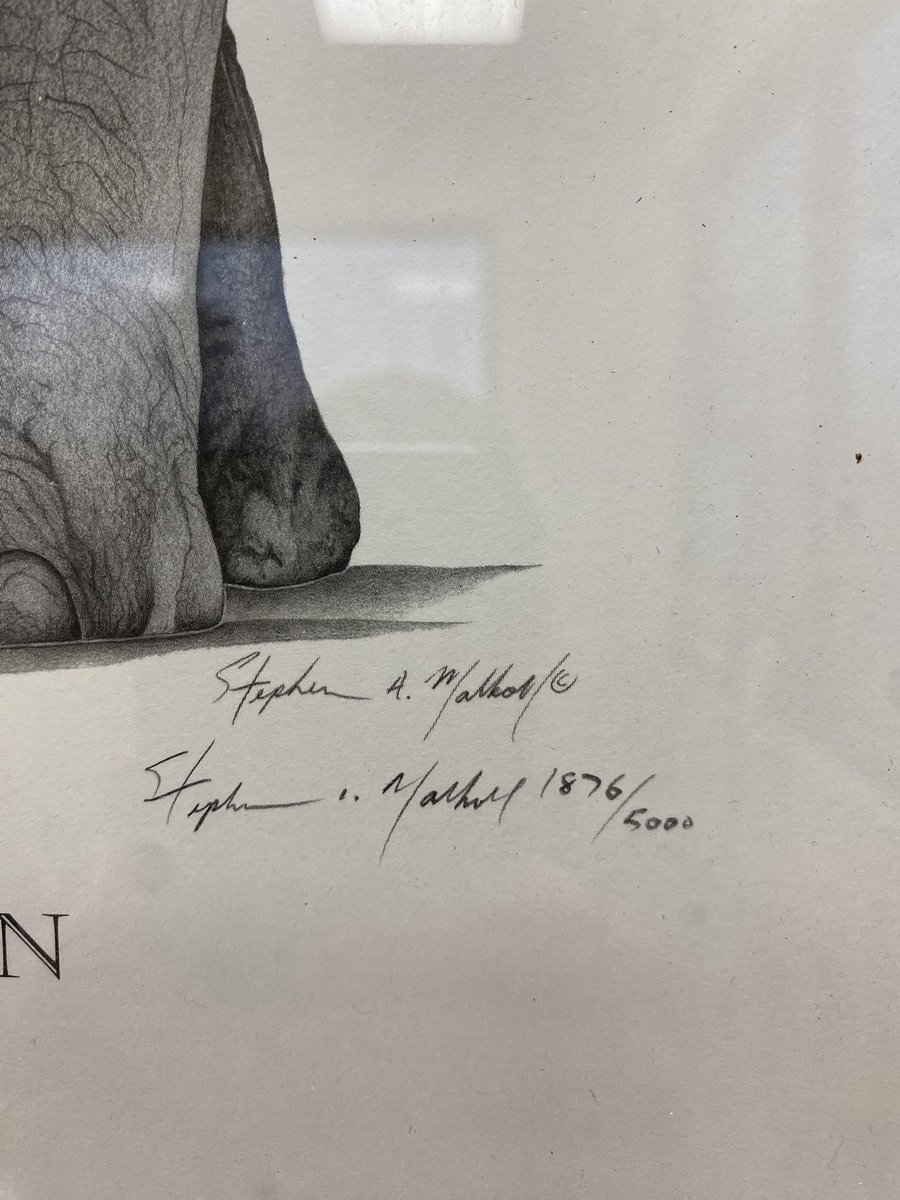 Stephen A. Malkoff ©
Stephen Malkoff 1876/5000
N